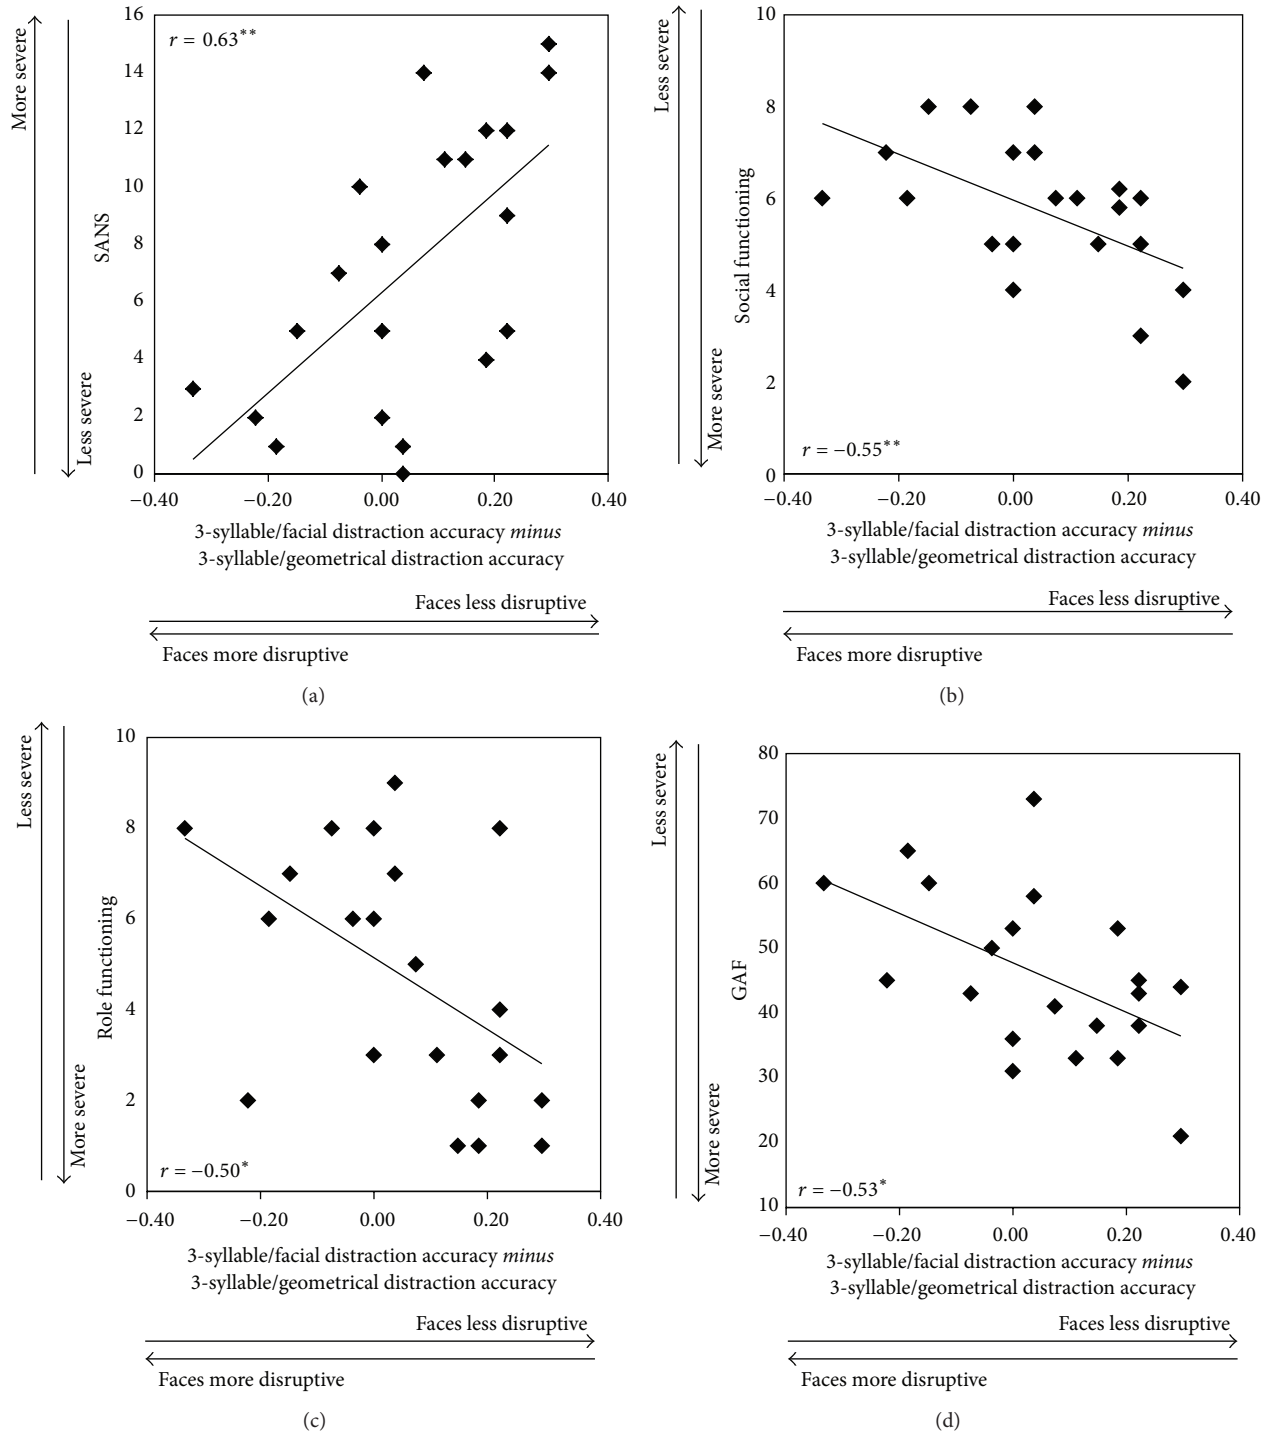 More severe
Less severe
SANS
16
14
12
10
8
6
4
2
0
r = 0.63**
−0.40
−0.20
0.00
0.20
0.40
3-syllable/facial distraction accuracy minus
3-syllable/geometrical distraction accuracy
Faces less disruptive
Faces more disruptive
(a)
Less severe
More severe
Social functioning
10
8
6
4
2
0
r = −0.55**
−0.40
−0.20
0.00
0.20
0.40
3-syllable/facial distraction accuracy minus
3-syllable/geometrical distraction accuracy
Faces less disruptive
Faces more disruptive
(b)
Less severe
More severe
Role functioning
10
8
6
4
2
0
r = −0.50*
−0.40
−0.20
0.00
0.20
0.40
3-syllable/facial distraction accuracy minus
3-syllable/geometrical distraction accuracy
Faces less disruptive
Faces more disruptive
(c)
Less severe
More severe
GAF
80
70
60
50
40
30
20
10
r = −0.53*
−0.40
−0.20
0.00
0.20
0.40
3-syllable/facial distraction accuracy minus
3-syllable/geometrical distraction accuracy
Faces less disruptive
Faces more disruptive
(d)